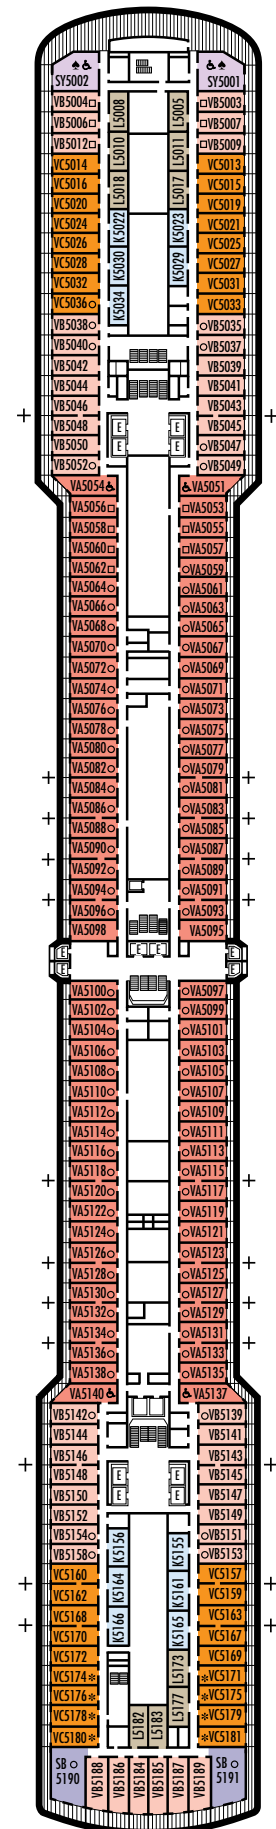 ♠♿ ♿♠
SY5002 SY5001
VB5004□ L5008 L5005 □VB5003
VB5006□ □VB5007
VB5012□ L5010 L5011 □VB5009
VC5014 VC5013
VC5016 L5018 L5017 VC5015
VC5020 VC5019
VC5024 K5022 K5023 VC5021
VC5026 VC5025
VC5028 K5030 K5029 VC5027
VC5032 VC5031
VC5036○ K5034 VC5033
VB5038○ ○VB5035
VB5040○ ○VB5037
VB5042 VB5039
VB5044 VB5041
VB5046 VB5043
VB5048 E E VB5045
VB5050 E E ○VB5047
VB5052○ ○VB5049
VA5054♿ ♿VA5051
VA5056□ □VA5053
VA5058□ □VA5055
VA5060□ □VA5057
VA5062□ ○VA5059
VA5064○ ○VA5061
VA5066○ ○VA5063
VA5068○ ○VA5065
VA5070○ ○VA5067
VA5072○ ○VA5069
VA5074○ ○VA5071
VA5076○ ○VA5073
VA5078○ ○VA5075
VA5080○ ○VA5077
VA5082○ ○VA5079
VA5084○ ○VA5081
VA5086○ ○VA5083
VA5088○ ○VA5085
VA5090○ ○VA5087
VA5092○ ○VA5089
VA5094○ ○VA5091
VA5096○ ○VA5093
VA5098 VA5095
E E E E
E E
VA5100○ ○VA5097
VA5102○ ○VA5099
VA5104○ ○VA5101
VA5106○ ○VA5103
VA5108○ ○VA5105
VA5110○ ○VA5107
VA5112○ ○VA5109
VA5114○ ○VA5111
VA5116○ ○VA5113
VA5118○ ○VA5115
VA5120○ ○VA5117
VA5122○ ○VA5119
VA5124○ ○VA5121
VA5126○ ○VA5123
VA5128○ ○VA5125
VA5130○ ○VA5127
VA5132○ ○VA5129
VA5134○ ○VA5131
VA5136○ ○VA5133
VA5138○ ○VA5135
VA5140♿ ♿VA5137
VB5142○ ○VB5139
VB5144 VB5141
VB5146 VB5143
VB5148 E E VB5145
VB5150 E E VB5147
VB5152 VB5149
VB5154○ K5156 K5155 ○VB5151
VB5158○ ○VB5153
VC5160 VC5157
VC5162 K5164 K5161 VC5159
VC5168 K5166 K5165 VC5163
VC5170 VC5167
VC5172 L5173 VC5169
VC5174✻ ✻VC5171
VC5176✻ L5177 ✻VC5175
VC5178✻ L5182 L5183 ✻VC5179
VC5180✻ ✻VC5181
SB○ 5190 VB5188 VB5186 VB5184 VB5185 VB5187 VB5189 SB○ 5191